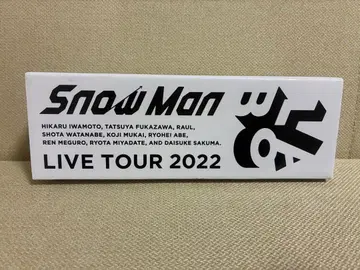 Snow Man
HIKARU IWAMOTO, TATSUYA FUKAZAWA, RAUL,
SHOTA WATANABE, KOJI MUKAI, RYOHEI ABE,
REN MEGURO, RYOTA MIYADATE, AND DAISUKE SAKUMA.
LIVE TOUR 2022